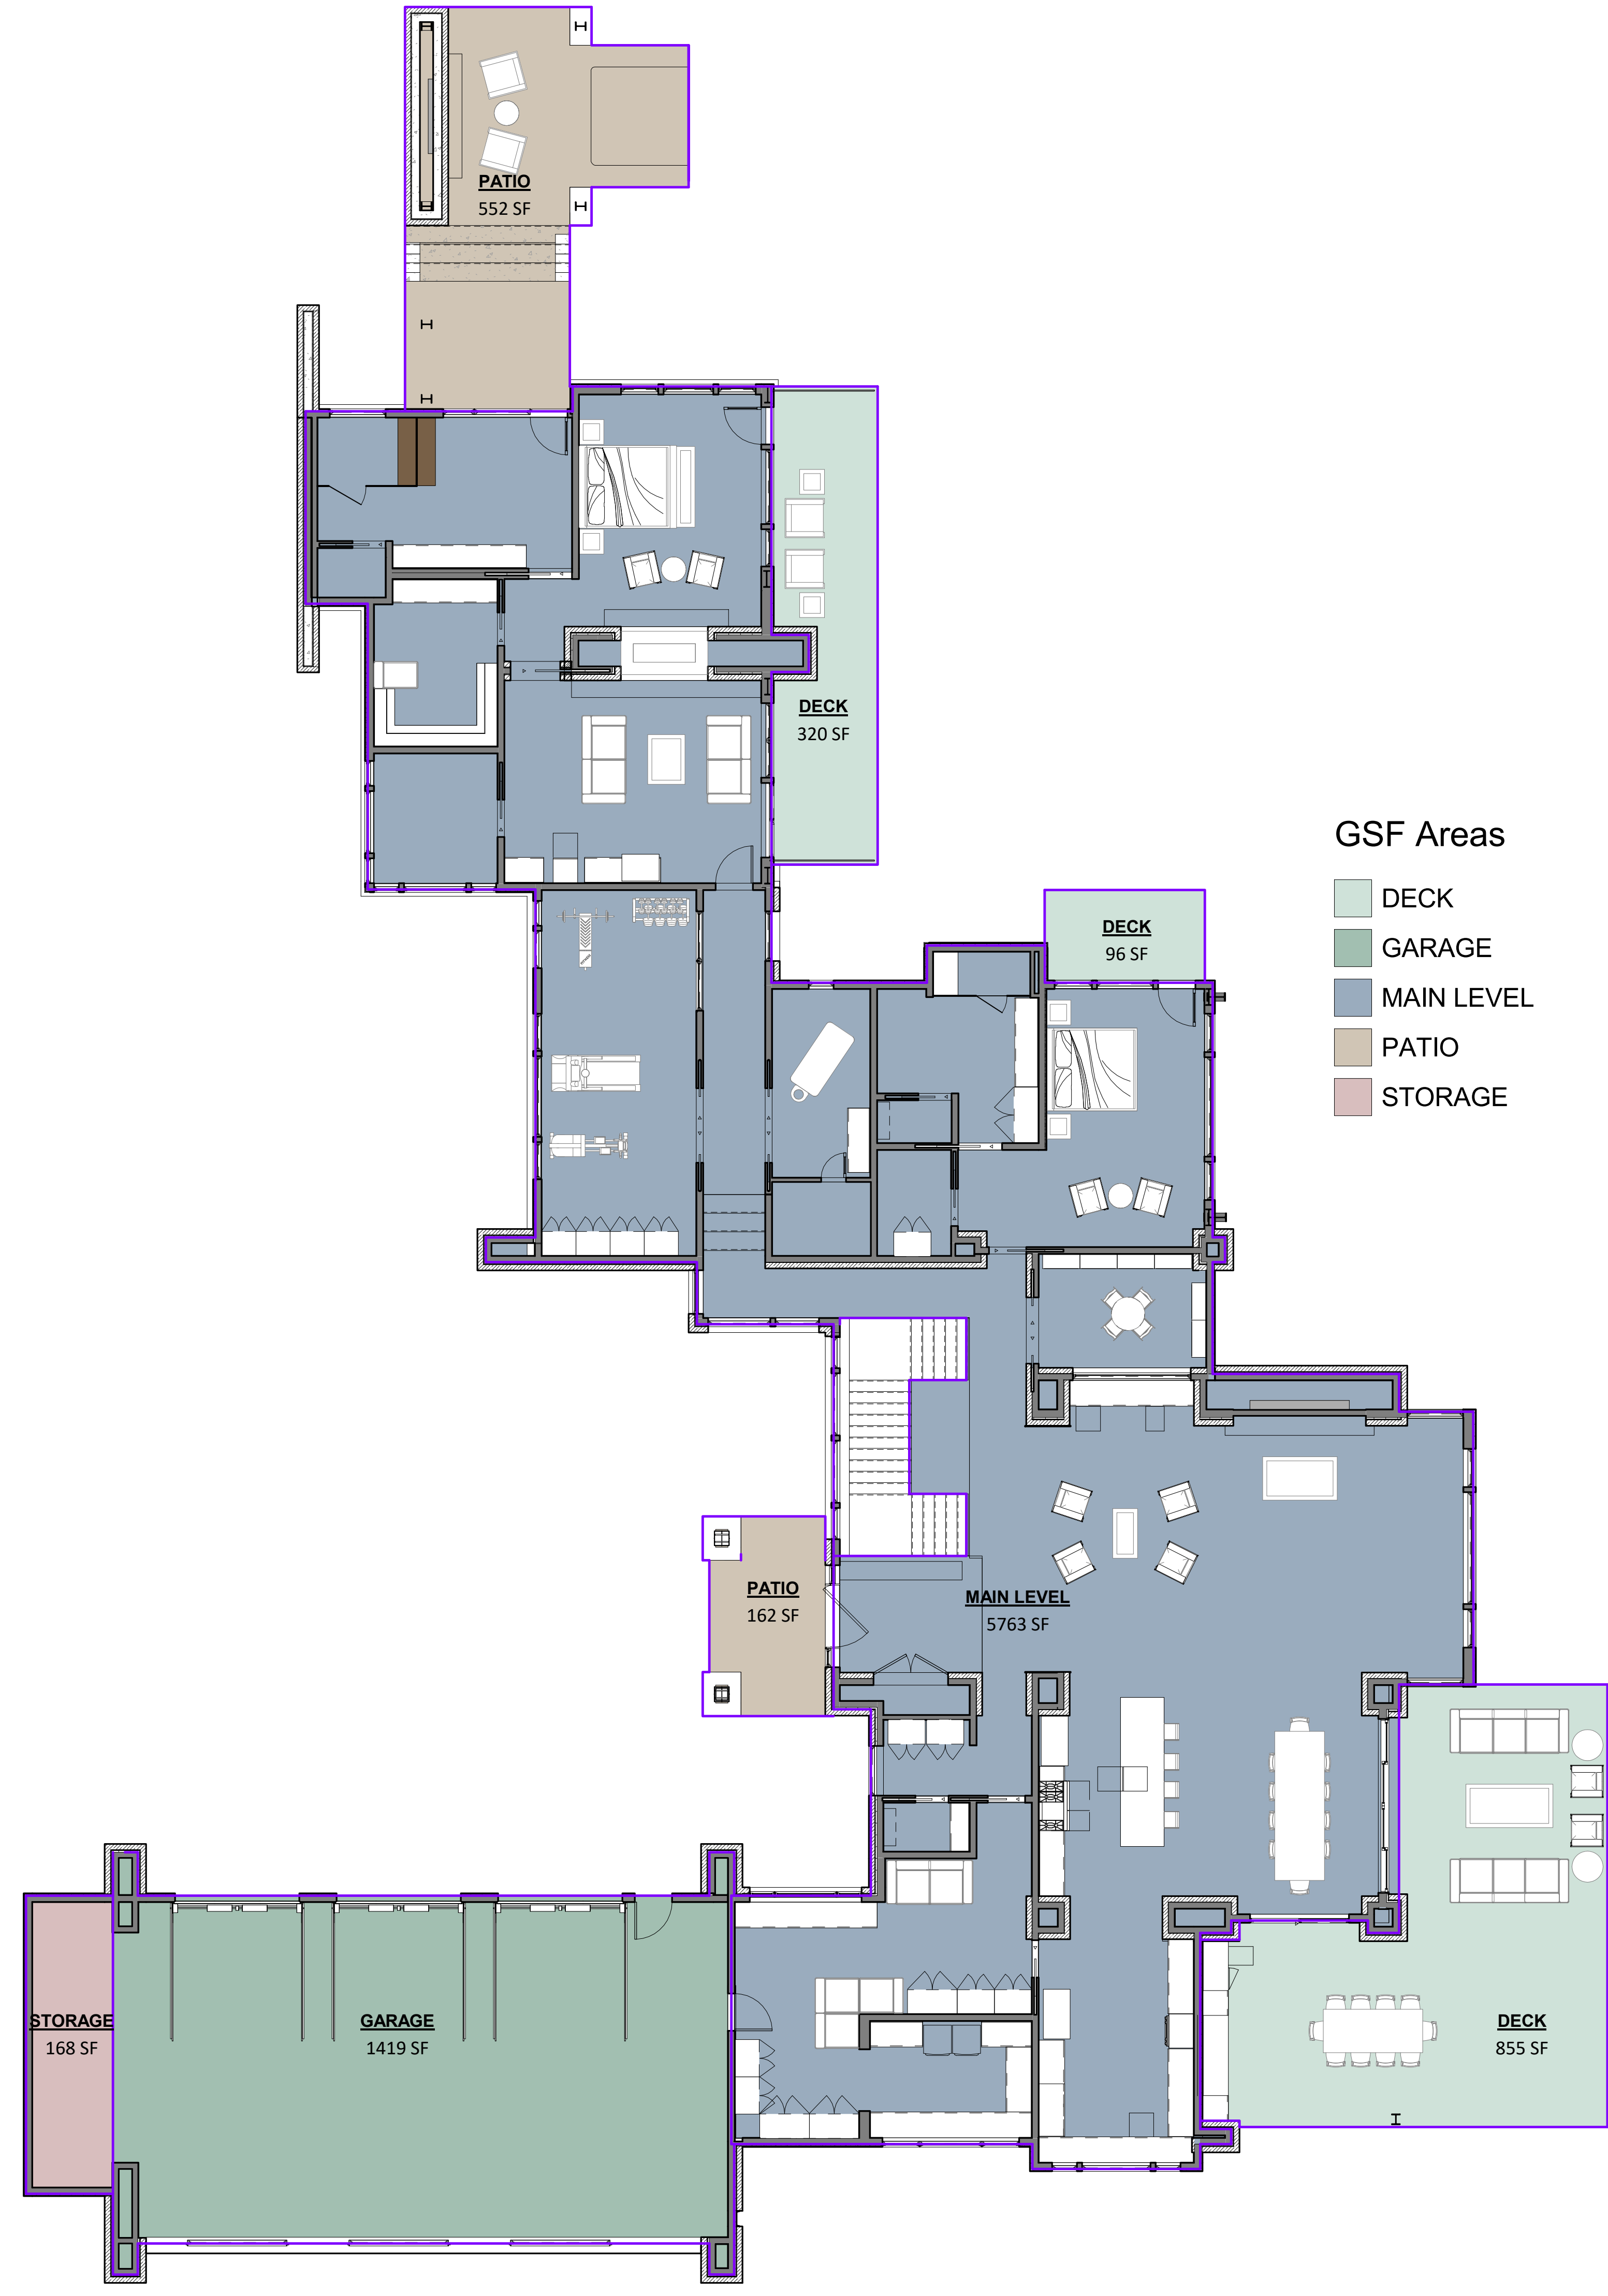 PATIO
552 SF
DECK
320 SF
GSF Areas
DECK
GARAGE
MAIN LEVEL
PATIO
STORAGE
DECK
96 SF
PATIO
162 SF
MAIN LEVEL
5763 SF
STORAGE
168 SF
GARAGE
1419 SF
DECK
855 SF